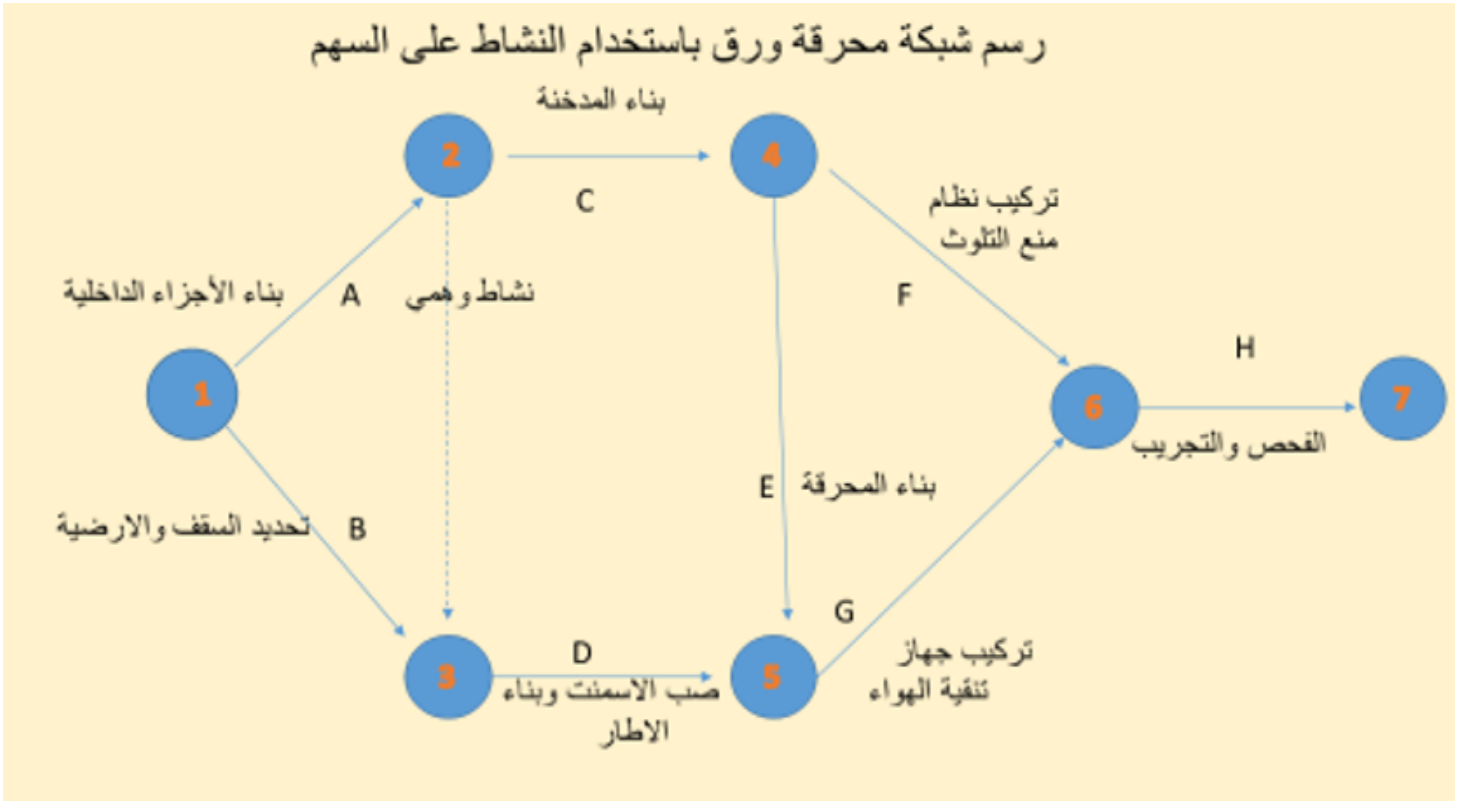 رسم شبكة محرقة ورق باستخدام النشاط على السهم
بناء المدخنة
2
4
C
تركيب نظام
منع التلوث
بناء الأجزاء الداخلية
A
نشاط وهمي
F
H
1
6
7
الفحص والتجريب
E
بناء المحرقة
تحديد السقف والارضية
B
G
D
تركيب جهاز
تنقية الهواء
3
5
صب الاسمنت وبناء
الاطار